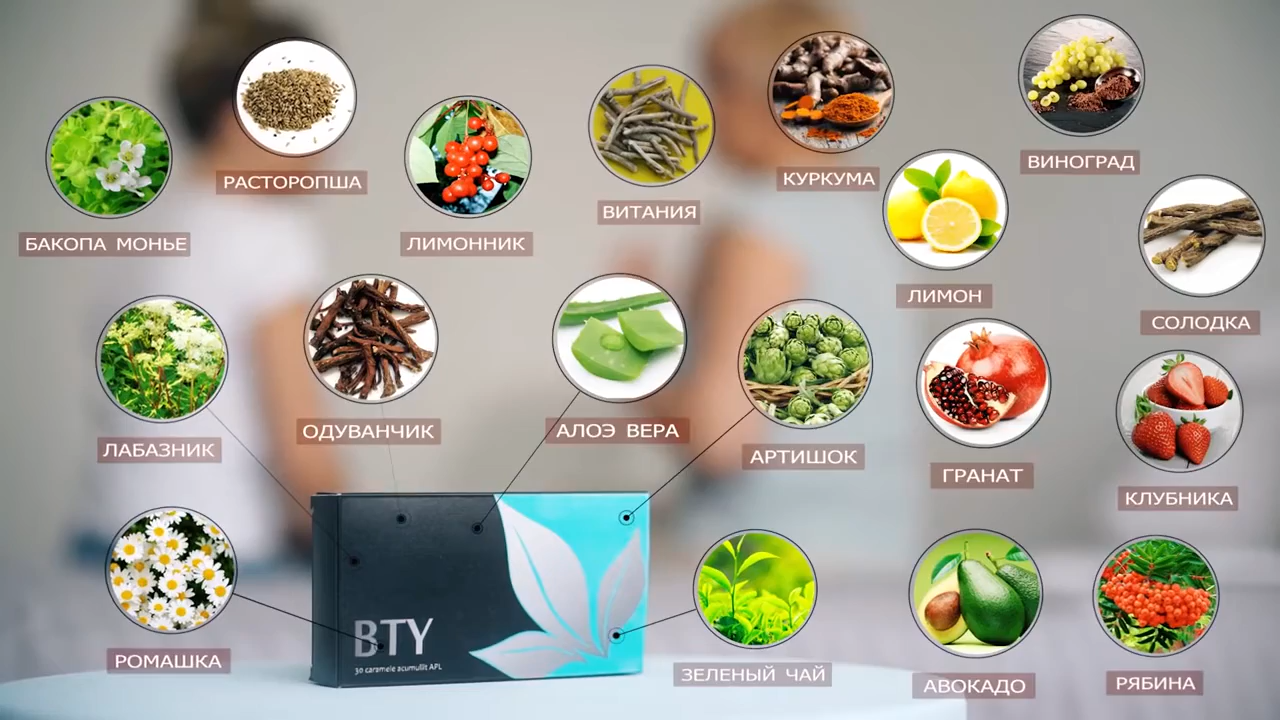 РАСТОРОПША
КУРКУМА
ВИНОГРАД
ВИТАНИЯ
БАКОПА МОНЬЕ
ЛИМОННИК
ЛИМОН
СОЛОДКА
ЛАБАЗНИК
ОДУВАНЧИК
АЛОЭ ВЕРА
АРТИШОК
ГРАНАТ
КЛУБНИКА
BTY
30 caramele acumullit APL
РОМАШКА
ЗЕЛЕНЫЙ ЧАЙ
АВОКАДО
РЯБИНА